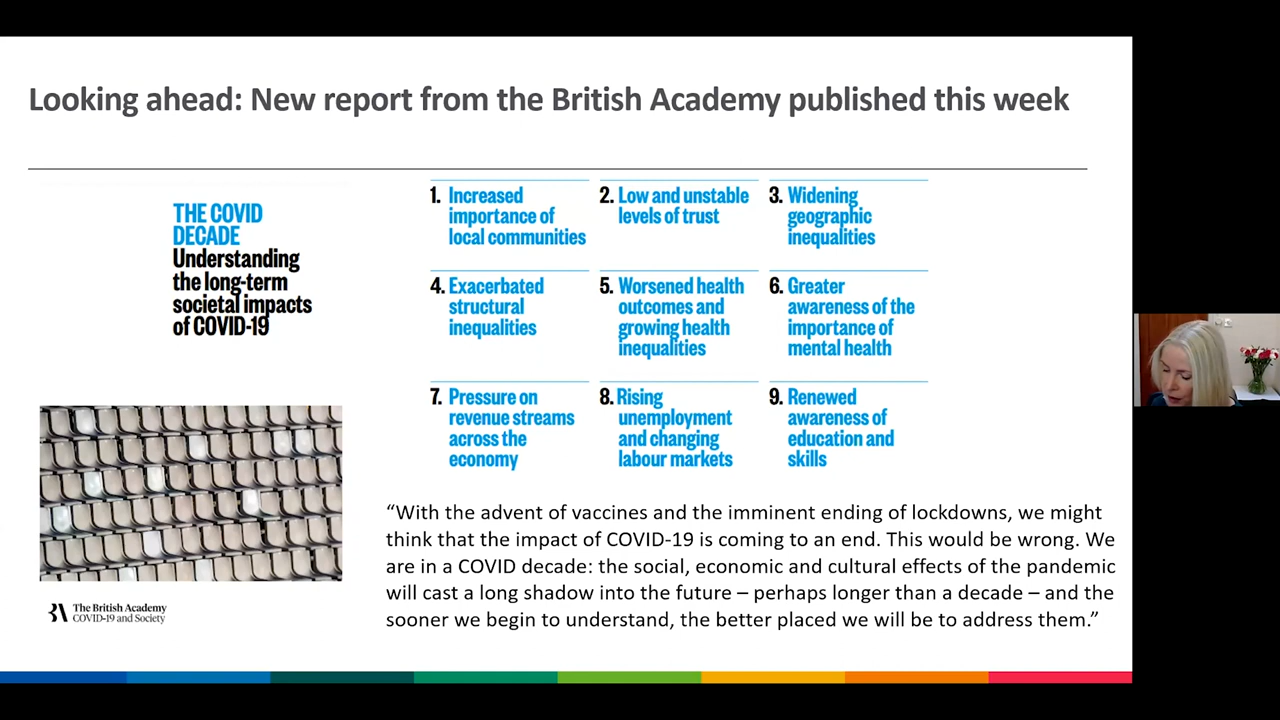 Looking ahead: New report from the British Academy published this week
THE COVID
DECADE
Understanding
the long-term
societal impacts
of COVID-19
The British Academy
COVID-19 and Society
1. Increased
importance of
local communities
2. Low and unstable
levels of trust
3. Widening
geographic
inequalities
4. Exacerbated
structural
inequalities
5. Worsened health
outcomes and
growing health
inequalities
6. Greater
awareness of the
importance of
mental health
7. Pressure on
revenue streams
across the
economy
8. Rising
unemployment
and changing
labour markets
9. Renewed
awareness of
education and
skills
“With the advent of vaccines and the imminent ending of lockdowns, we might
think that the impact of COVID-19 is coming to an end. This would be wrong. We
are in a COVID decade: the social, economic and cultural effects of the pandemic
will cast a long shadow into the future – perhaps longer than a decade – and the
sooner we begin to understand, the better placed we will be to address them.”